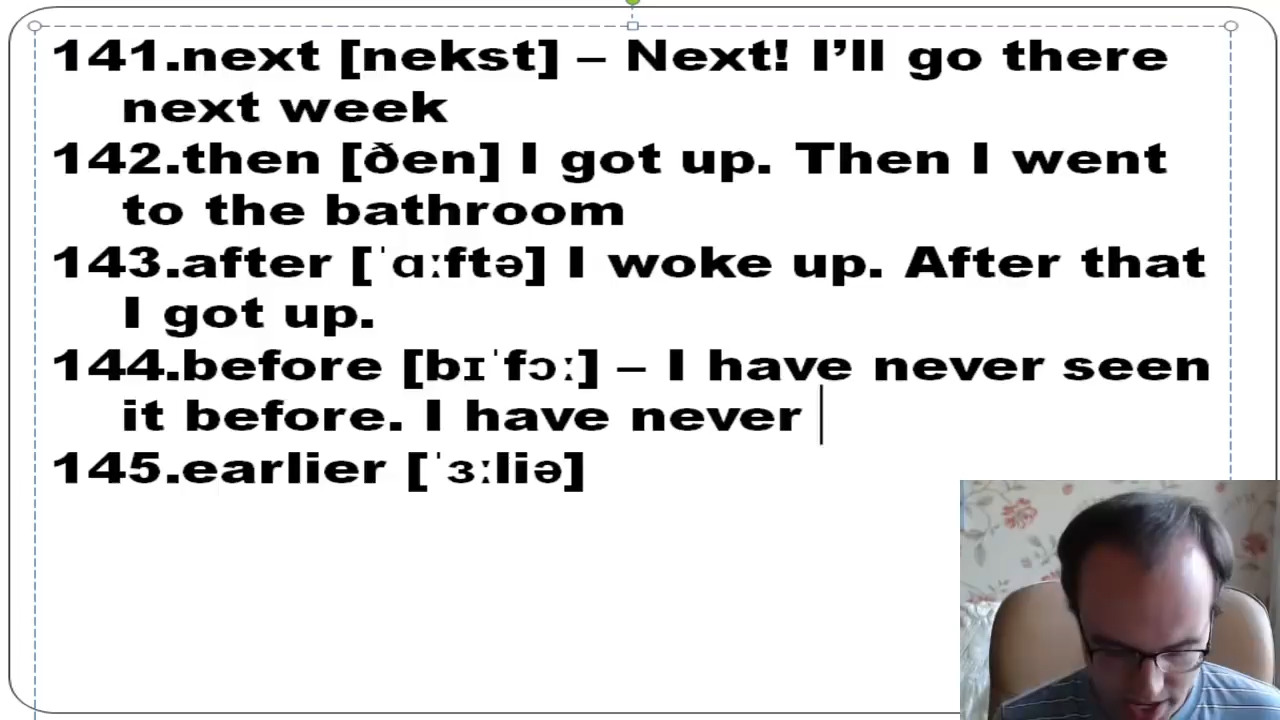 141.next [nekst] – Next! I’ll go there
next week
142.then [ðen] I got up. Then I went
to the bathroom
143.after [ˈɑːftə] I woke up. After that
I got up.
144.before [bɪˈfɔː] – I have never seen
it before. I have never
145.earlier [ˈɜːliə]